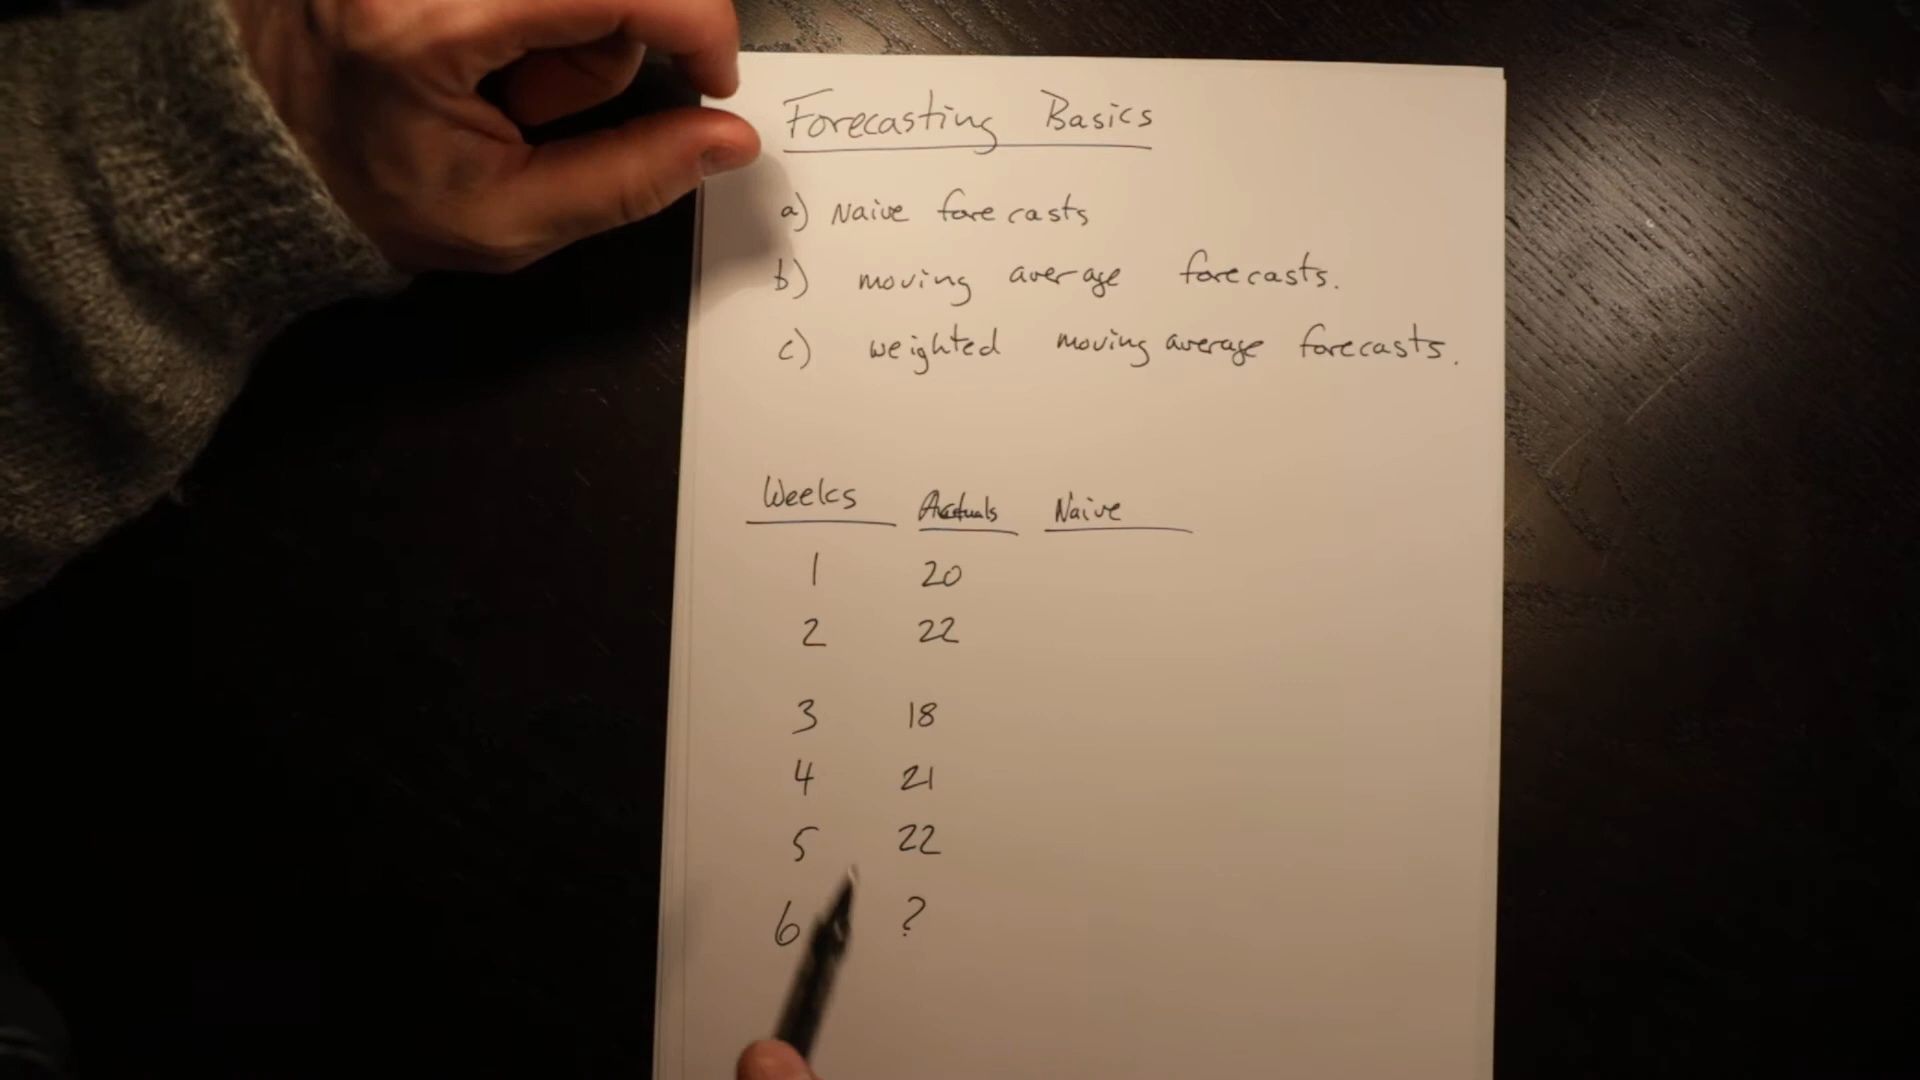 Forecasting Basics
a) Naive forecasts
b) moving average forecasts.
c) weighted moving average forecasts.
Weeks Actuals Naive
1 20
2 22
3 18
4 21
5 22
6 ?